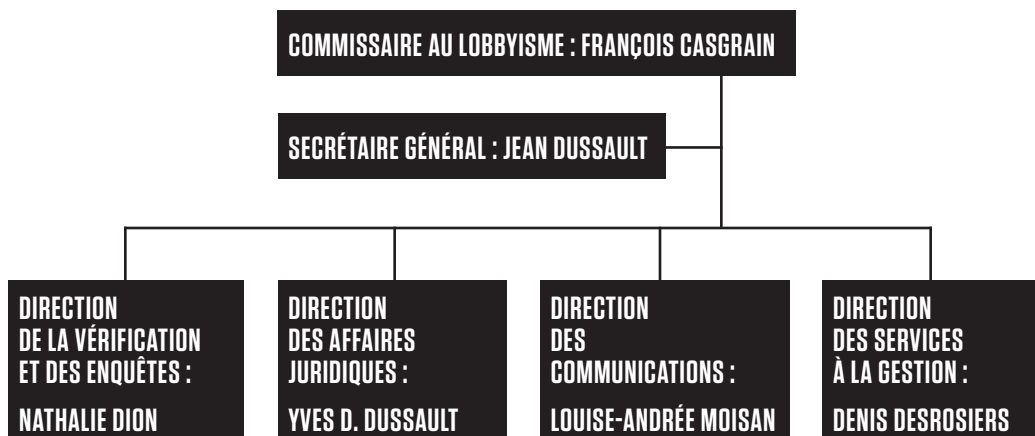 COMMISSAIRE AU LOBBYISME : FRANÇOIS CASGRAIN
SECRÉTAIRE GÉNÉRAL : JEAN DUSSAULT
DIRECTION
DE LA VÉRIFICATION
ET DES ENQUÊTES :
NATHALIE DION
DIRECTION
DES AFFAIRES
JURIDIQUES :
YVES D. DUSSAULT
DIRECTION
DES
COMMUNICATIONS :
LOUISE-ANDRÉE MOISAN
DIRECTION
DES SERVICES
À LA GESTION :
DENIS DESROSIERS